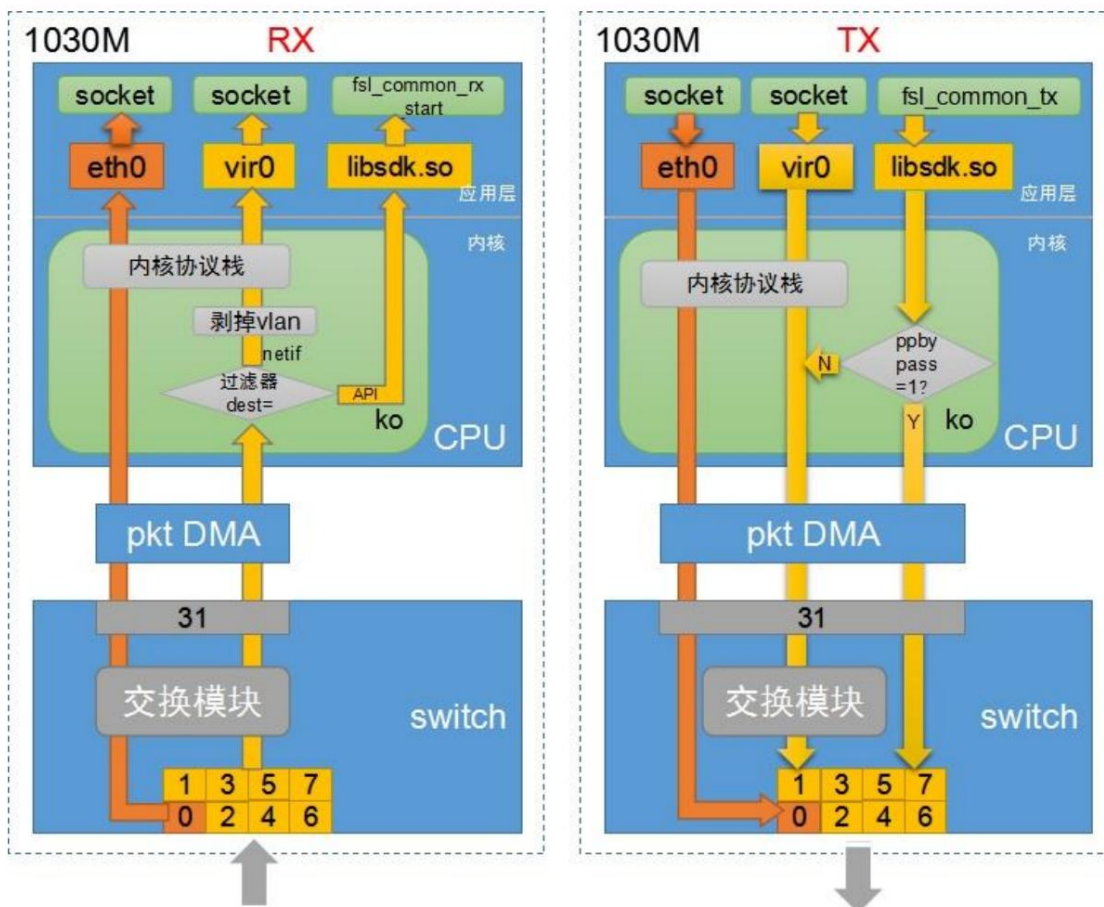 1030M RX
socket socket fsl_common_rx
_start
eth0 vir0 libsdk.so
应用层
内核
内核协议栈
剥掉vlan
netif
过滤器
dest=
API
ko
CPU
pkt DMA
31
交换模块
switch
1 3 5 7
0 2 4 6
1030M TX
socket socket fsl_common_tx
eth0 vir0 libsdk.so
应用层
内核
内核协议栈
ppby
pass
=1?
N
Y
ko
CPU
pkt DMA
31
交换模块
switch
1 3 5 7
0 2 4 6